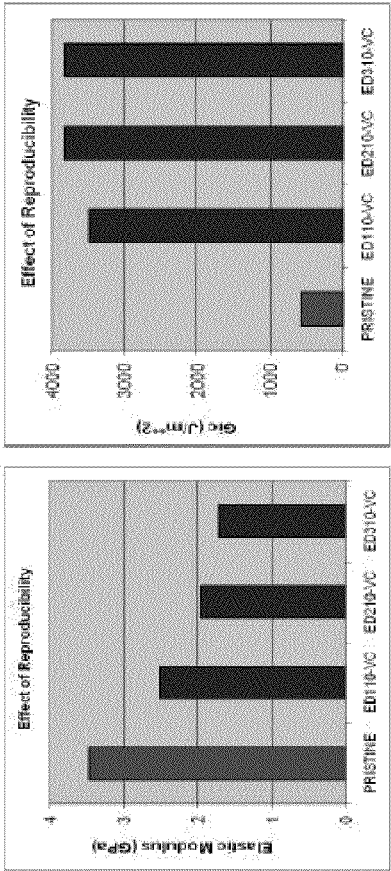 Effect of Reproducibility
Elastic Modulus (GPa)
4
3
2
1
0
PRISTINE ED110-VC ED210-VC ED310-VC
Effect of Reproducibility
Gic (J/m**2)
4000
3000
2000
1000
0
PRISTINE ED110-VC ED210-VC ED310-VC